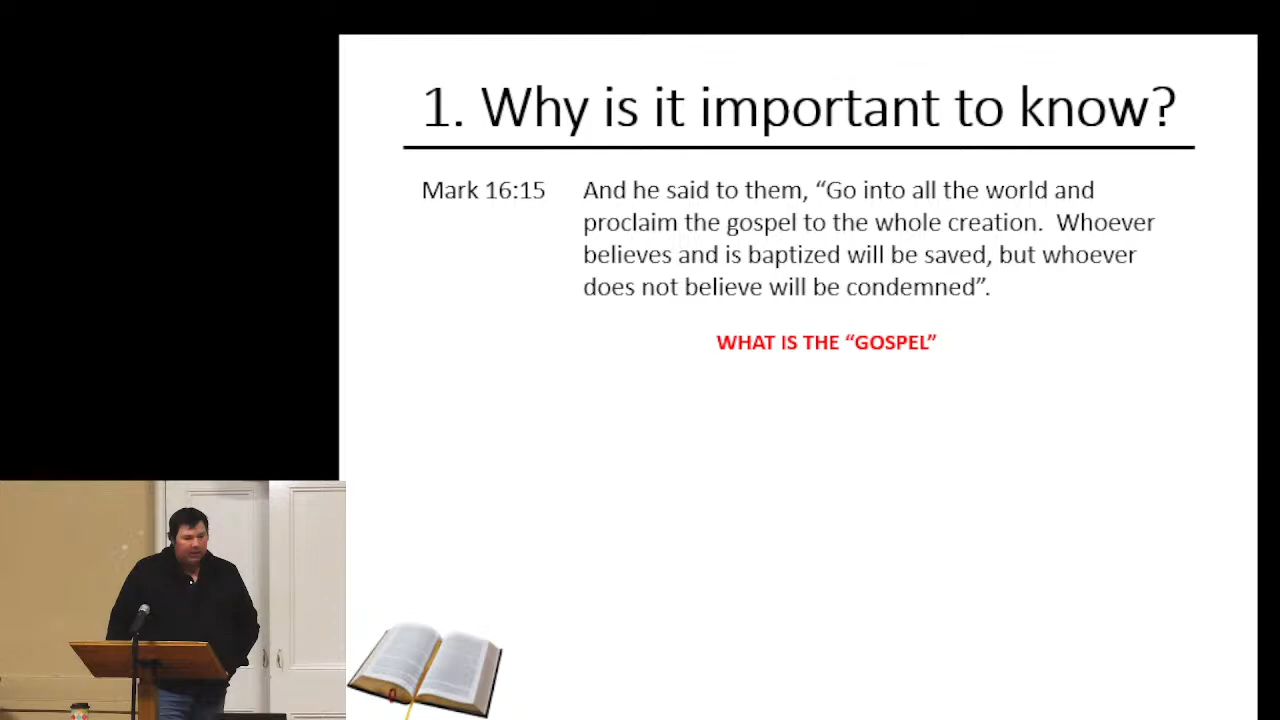 1. Why is it important to know?
Mark 16:15 And he said to them, “Go into all the world and
proclaim the gospel to the whole creation.  Whoever
believes and is baptized will be saved, but whoever
does not believe will be condemned”.
WHAT IS THE “GOSPEL”